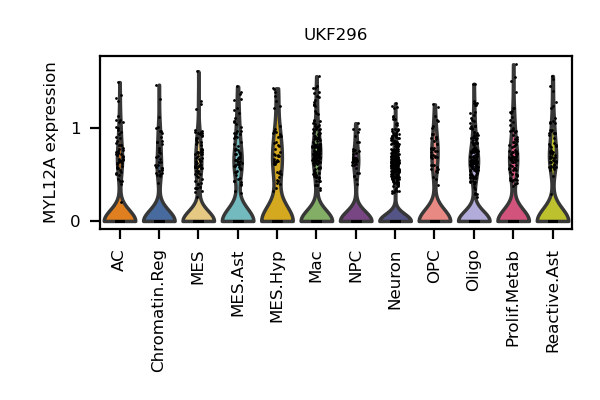 UKF296
MYL12A expression
1
0
AC
Chromatin.Reg
MES
MES.Ast
MES.Hyp
Mac
NPC
Neuron
OPC
Oligo
Prolif.Metab
Reactive.Ast